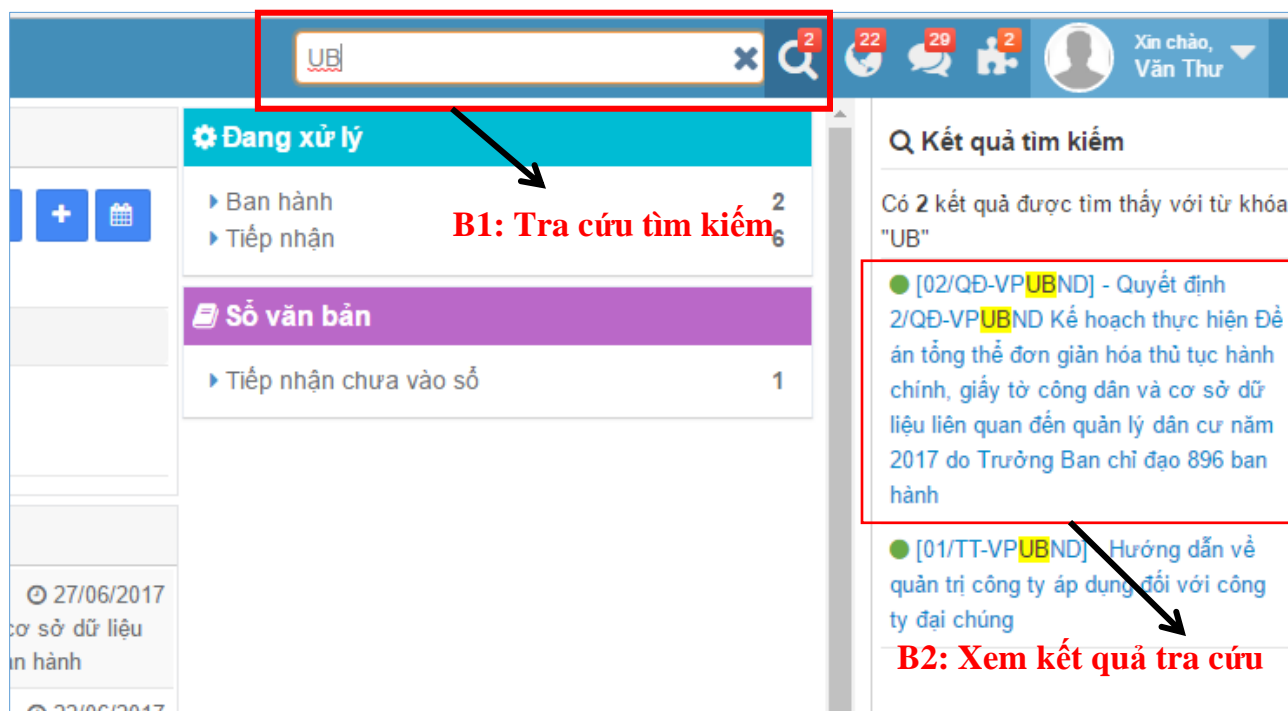 UB
2
22
29
2
Xin chào,
Văn Thư
Đang xử lý
Ban hành 2
Tiếp nhận 6
B1: Tra cứu tìm kiếm
Sổ văn bản
Tiếp nhận chưa vào sổ 1
27/06/2017
cơ sở dữ liệu
hành
Kết quả tìm kiếm
Có 2 kết quả được tìm thấy với từ khóa
"UB"
[02/QĐ-VPUBND] - Quyết định
2/QĐ-VPUBND Kế hoạch thực hiện Đề
án tổng thể đơn giản hóa thủ tục hành
chính, giấy tờ công dân và cơ sở dữ
liệu liên quan đến quản lý dân cư năm
2017 do Trưởng Ban chỉ đạo 896 ban
hành
[01/TT-VPUBND] - Hướng dẫn về
quản trị công ty áp dụng đối với công
ty đại chúng
B2: Xem kết quả tra cứu